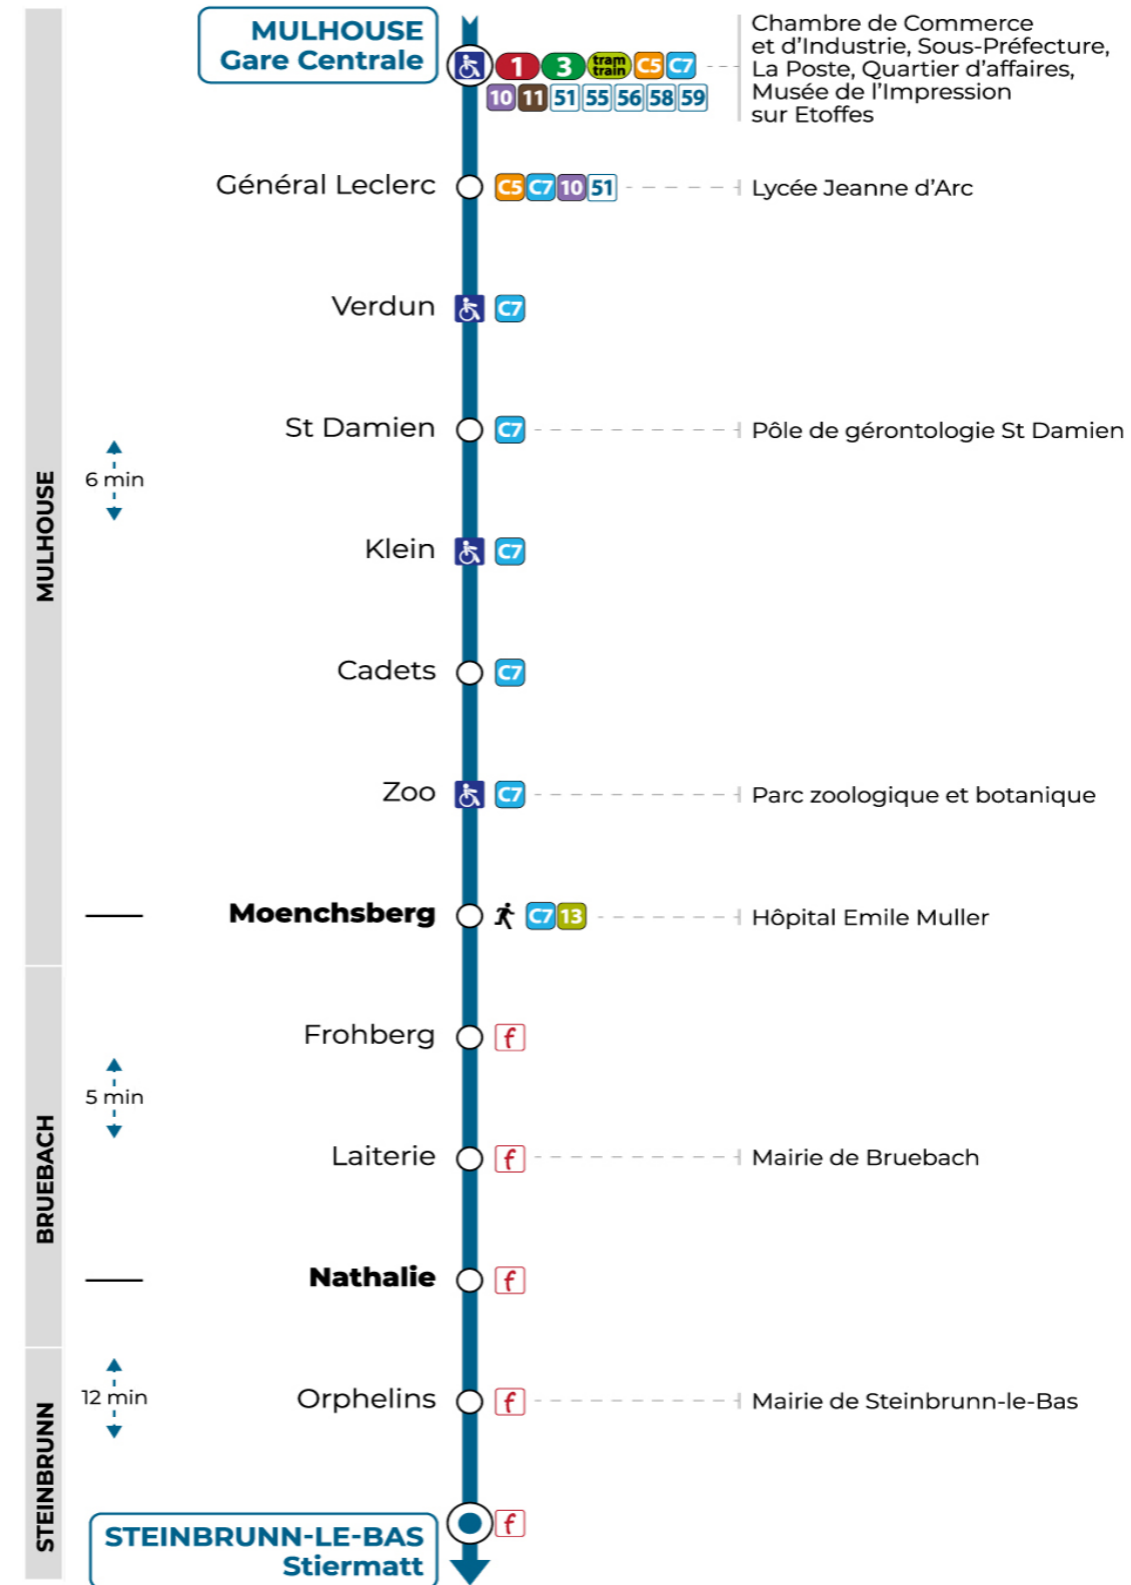 MULHOUSE
Gare Centrale
1 3 tram train C5 C7
10 11 51 55 56 58 59
Chambre de Commerce
et d’Industrie, Sous-Préfecture,
La Poste, Quartier d’affaires,
Musée de l’Impression
sur Etoffes
Général Leclerc C5 C7 10 51 Lycée Jeanne d’Arc
Verdun C7
St Damien C7 Pôle de gérontologie St Damien
6 min
MULHOUSE
Klein C7
Cadets C7
Zoo C7 Parc zoologique et botanique
Moenchsberg C7 13 Hôpital Emile Muller
Frohberg f
5 min
BRUEBACH
Laiterie f Mairie de Bruebach
Nathalie f
12 min
Orphelins f Mairie de Steinbrunn-le-Bas
STEINBRUNN
f
STEINBRUNN-LE-BAS
Stiermatt